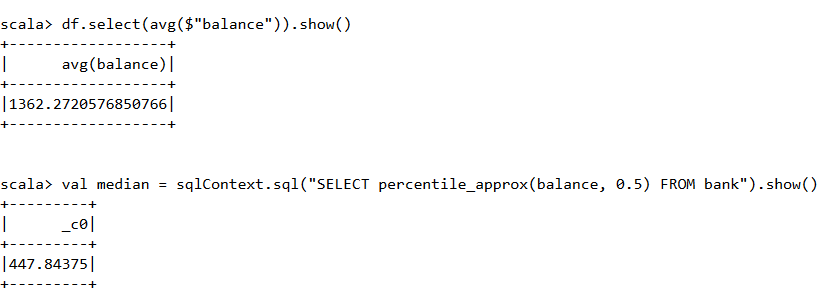 scala> df.select(avg($"balance")).show()
+------------------+
|      avg(balance)|
+------------------+
|1362.2720576850766|
+------------------+
scala> val median = sqlContext.sql("SELECT percentile_approx(balance, 0.5) FROM bank").show()
+---------+
|      _c0|
+---------+
|447.84375|
+---------+